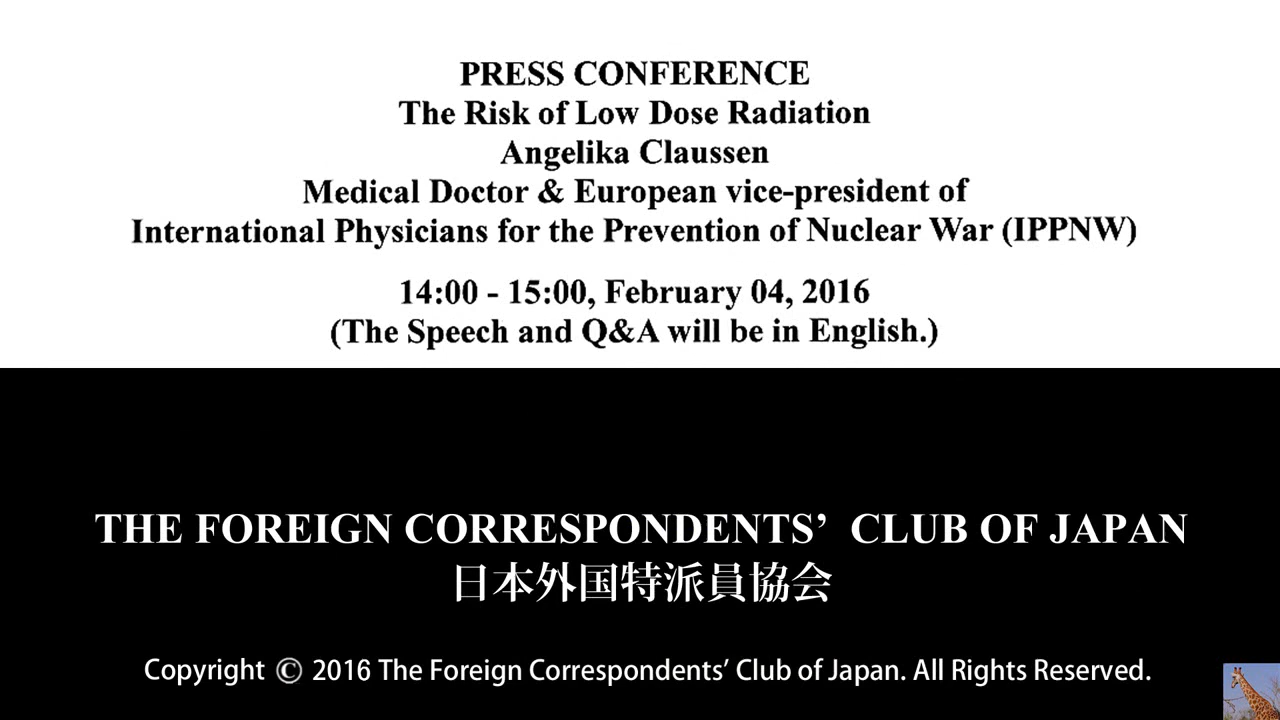 PRESS CONFERENCE
The Risk of Low Dose Radiation
Angelika Claussen
Medical Doctor & European vice-president of
International Physicians for the Prevention of Nuclear War (IPPNW)
14:00 - 15:00, February 04, 2016
(The Speech and Q&A will be in English.)
THE FOREIGN CORRESPONDENTS’ CLUB OF JAPAN
日本外国特派員協会
Copyright © 2016 The Foreign Correspondents’ Club of Japan. All Rights Reserved.